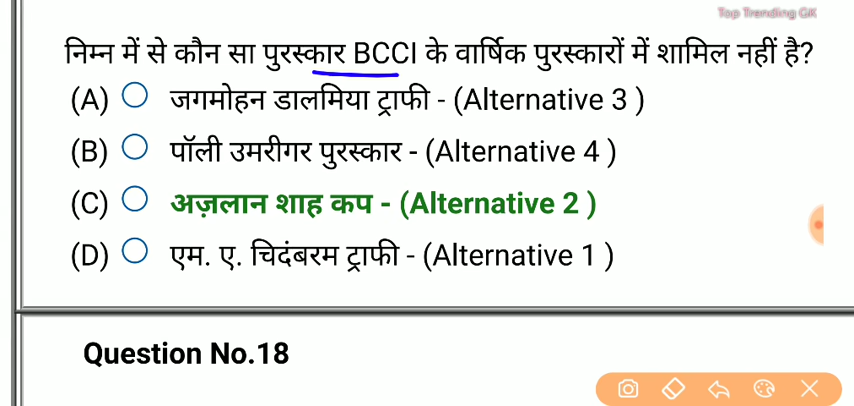 Top Trending GK
निम्न में से कौन सा पुरस्कार BCCI के वार्षिक पुरस्कारों में शामिल नहीं है?
(A) जगमोहन डालमिया ट्राफी - (Alternative 3 )
(B) पॉली उमरीगर पुरस्कार - (Alternative 4 )
(C) अज़लान शाह कप - (Alternative 2 )
(D) एम. ए. चिदंबरम ट्राफी - (Alternative 1 )
Question No.18